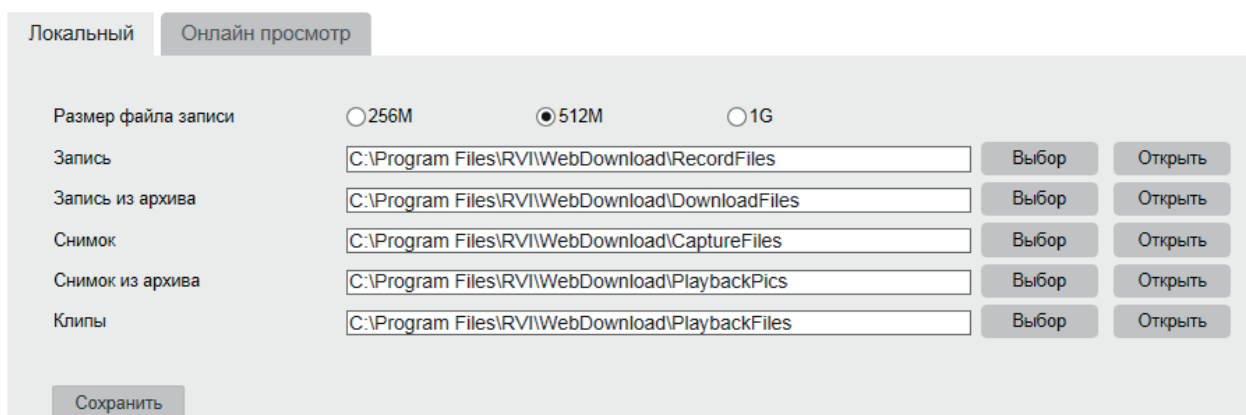 Локальный Онлайн просмотр
Размер файла записи 256M 512M 1G
Запись C:\Program Files\RVI\WebDownload\RecordFiles Выбор Открыть
Запись из архива C:\Program Files\RVI\WebDownload\DownloadFiles Выбор Открыть
Снимок C:\Program Files\RVI\WebDownload\CaptureFiles Выбор Открыть
Снимок из архива C:\Program Files\RVI\WebDownload\PlaybackPics Выбор Открыть
Клипы C:\Program Files\RVI\WebDownload\PlaybackFiles Выбор Открыть
Сохранить